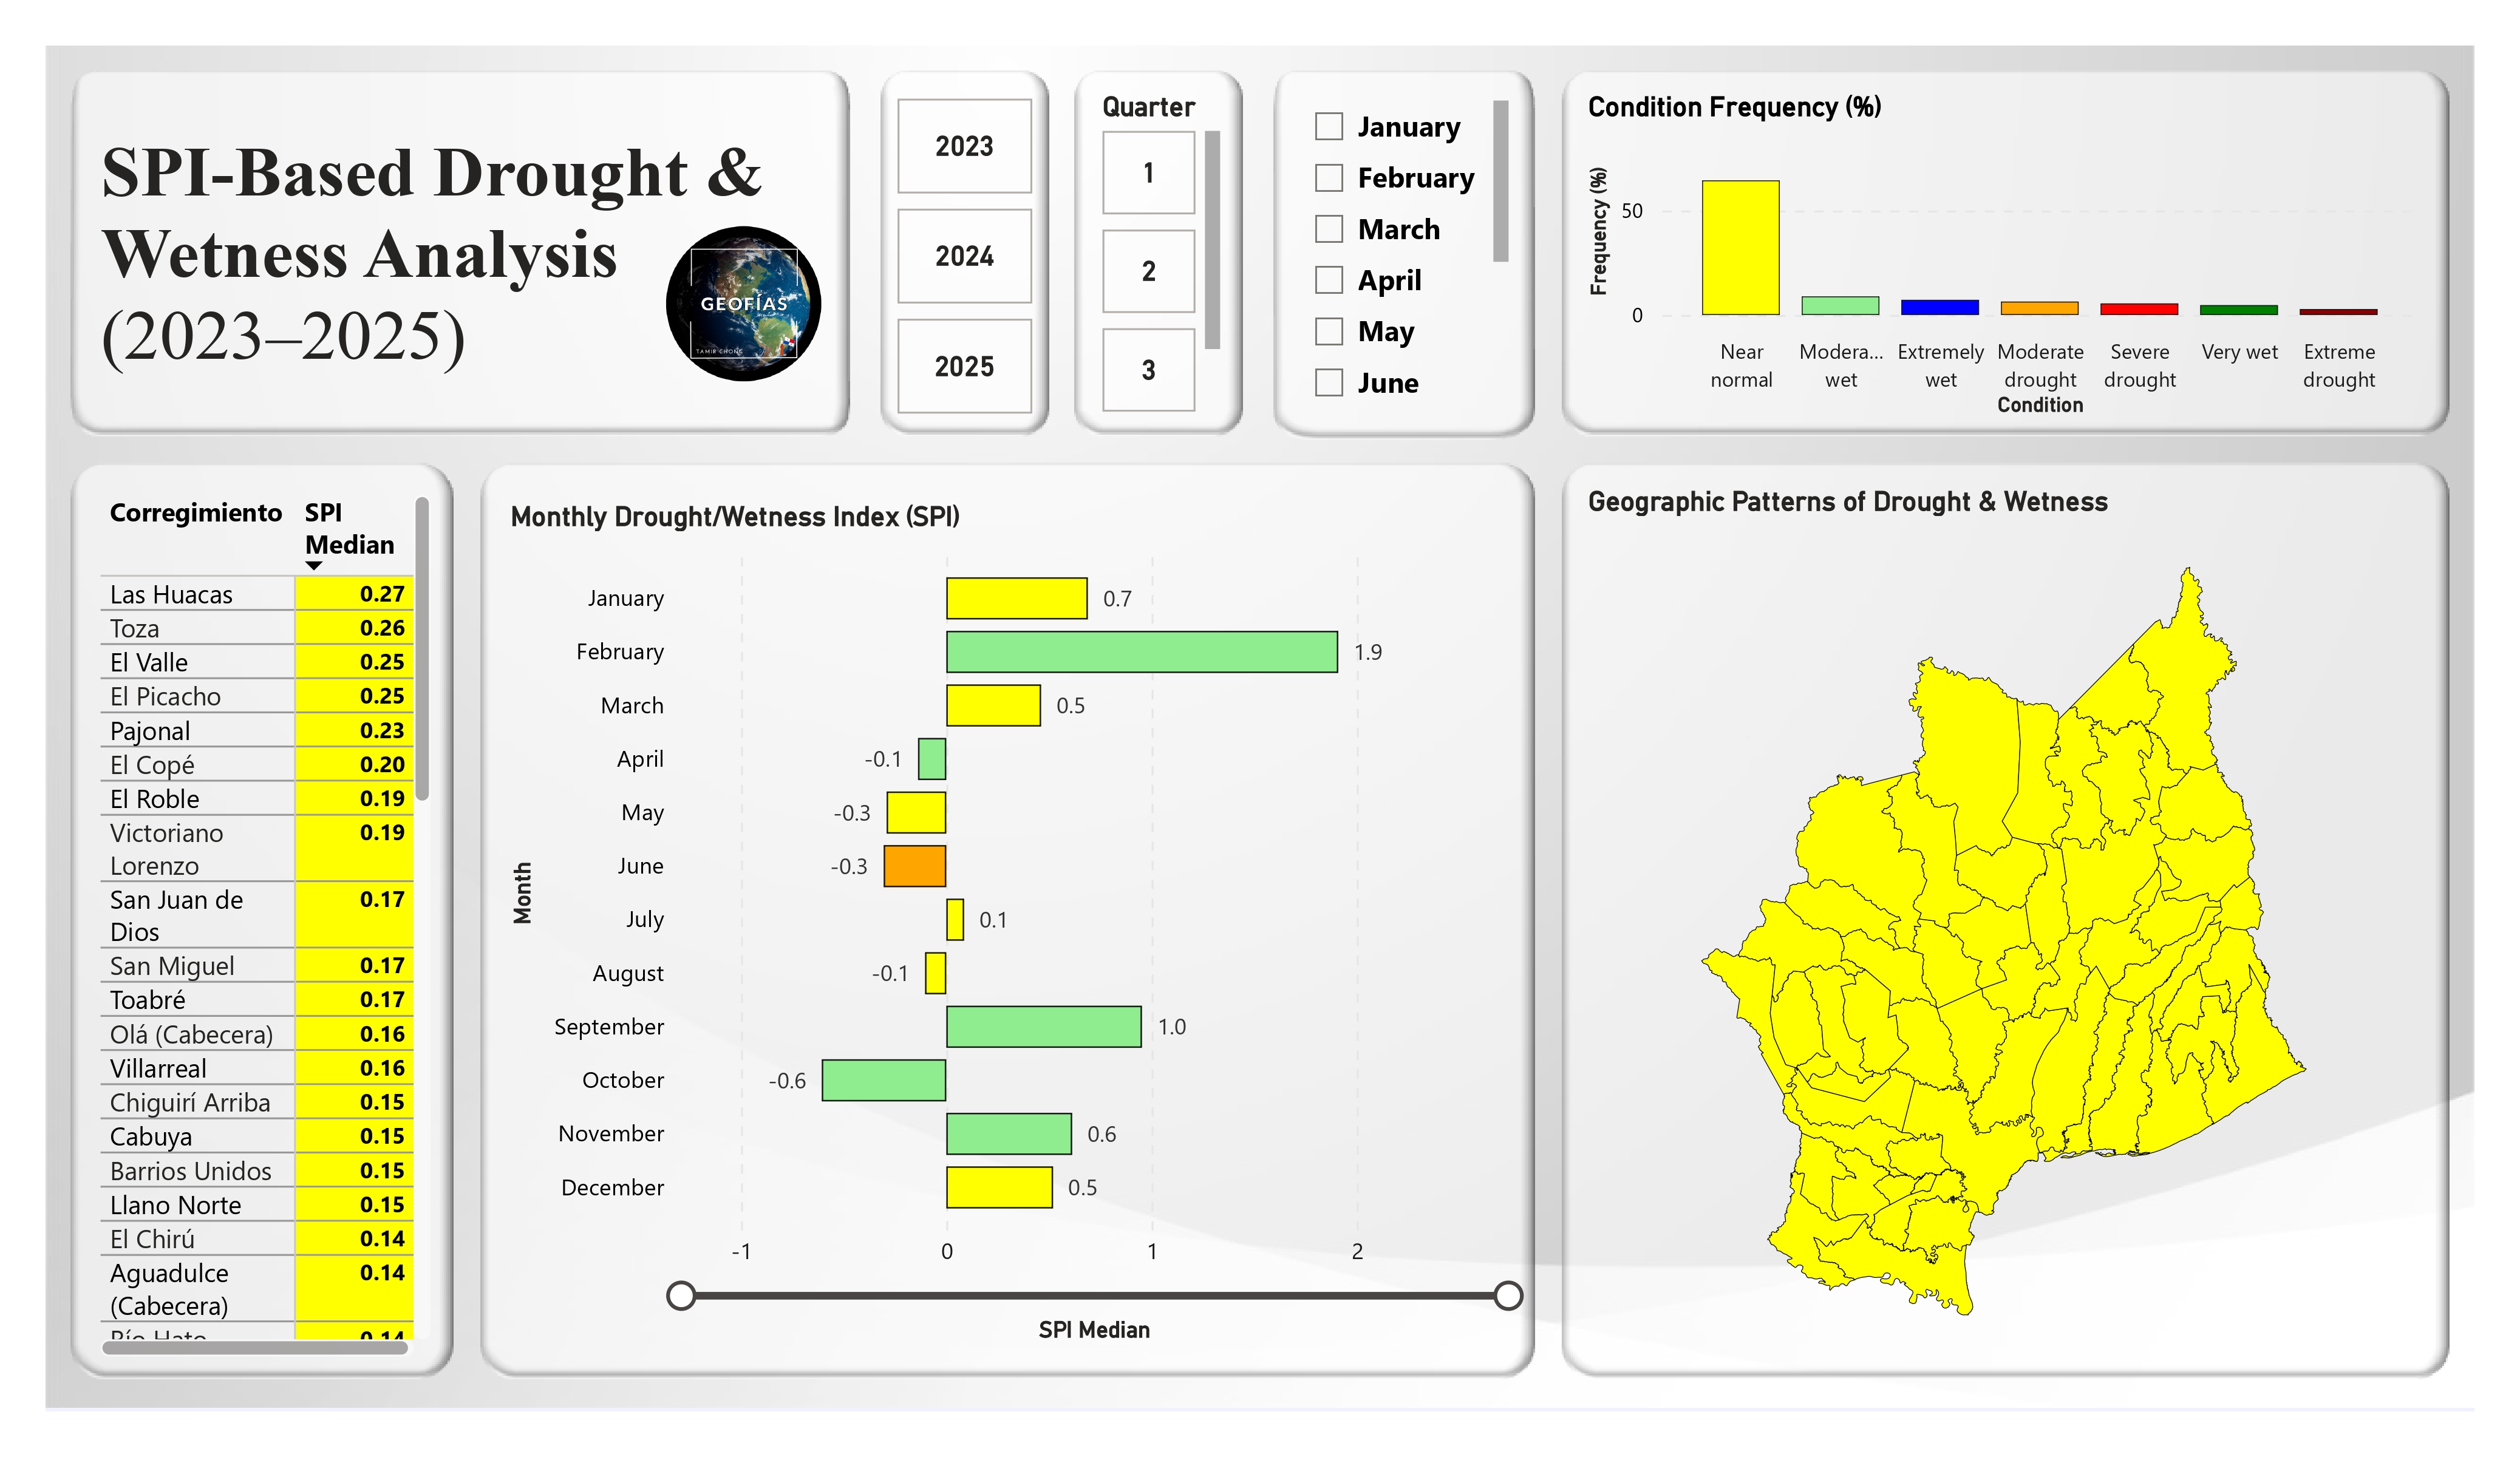 SPI-Based Drought &
Wetness Analysis
(2023–2025)
GEOFÍAS
TAMIR CHONG
2023
2024
2025
Quarter
1
2
3
January
February
March
April
May
June
Condition Frequency (%)
Frequency (%)
50
0
Near normal
Modera... wet
Extremely wet
Moderate drought
Severe drought
Very wet
Extreme drought
Condition
Corregimiento SPI Median
Las Huacas 0.27
Toza 0.26
El Valle 0.25
El Picacho 0.25
Pajonal 0.23
El Copé 0.20
El Roble 0.19
Victoriano Lorenzo 0.19
San Juan de Dios 0.17
San Miguel 0.17
Toabré 0.17
Olá (Cabecera) 0.16
Villarreal 0.16
Chiguirí Arriba 0.15
Cabuya 0.15
Barrios Unidos 0.15
Llano Norte 0.15
El Chirú 0.14
Aguadulce (Cabecera) 0.14
Río Hato 0.14
Monthly Drought/Wetness Index (SPI)
Month
January 0.7
February 1.9
March 0.5
April -0.1
May -0.3
June -0.3
July 0.1
August -0.1
September 1.0
October -0.6
November 0.6
December 0.5
-1 0 1 2
SPI Median
Geographic Patterns of Drought & Wetness